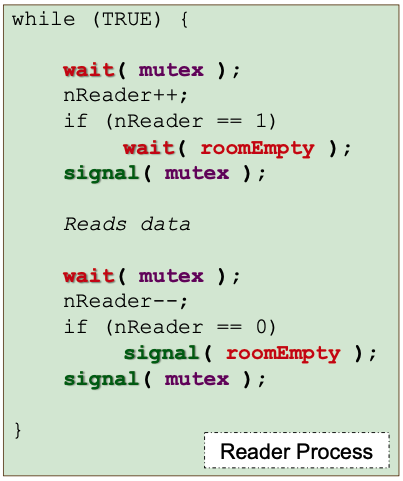 while (TRUE) {
wait( mutex );
nReader++;
if (nReader == 1)
wait( roomEmpty );
signal( mutex );
Reads data
wait( mutex );
nReader--;
if (nReader == 0)
signal( roomEmpty );
signal( mutex );
}
Reader Process